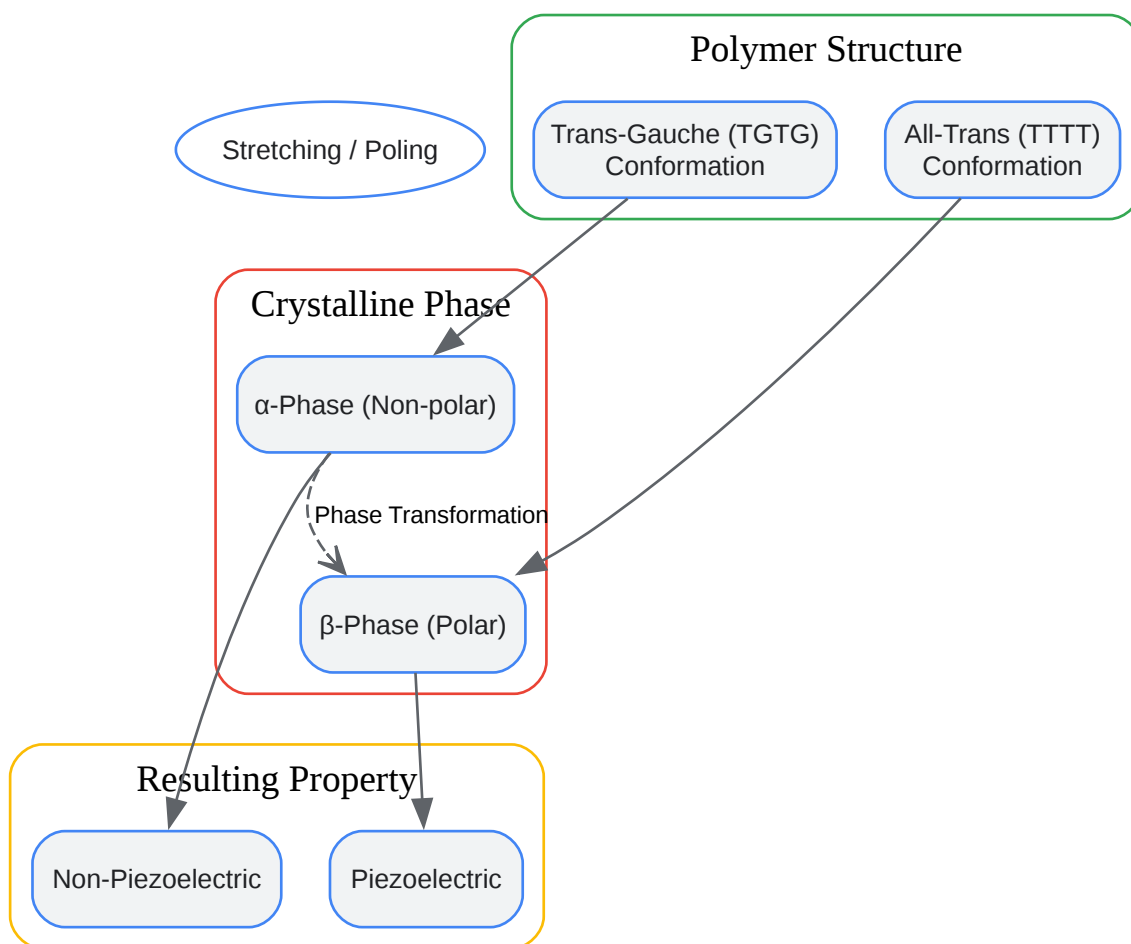 Polymer Structure
Stretching / Poling
Trans-Gauche (TGTG)
Conformation
All-Trans (TTTT)
Conformation
Crystalline Phase
α-Phase (Non-polar)
Phase Transformation
β-Phase (Polar)
Resulting Property
Non-Piezoelectric
Piezoelectric